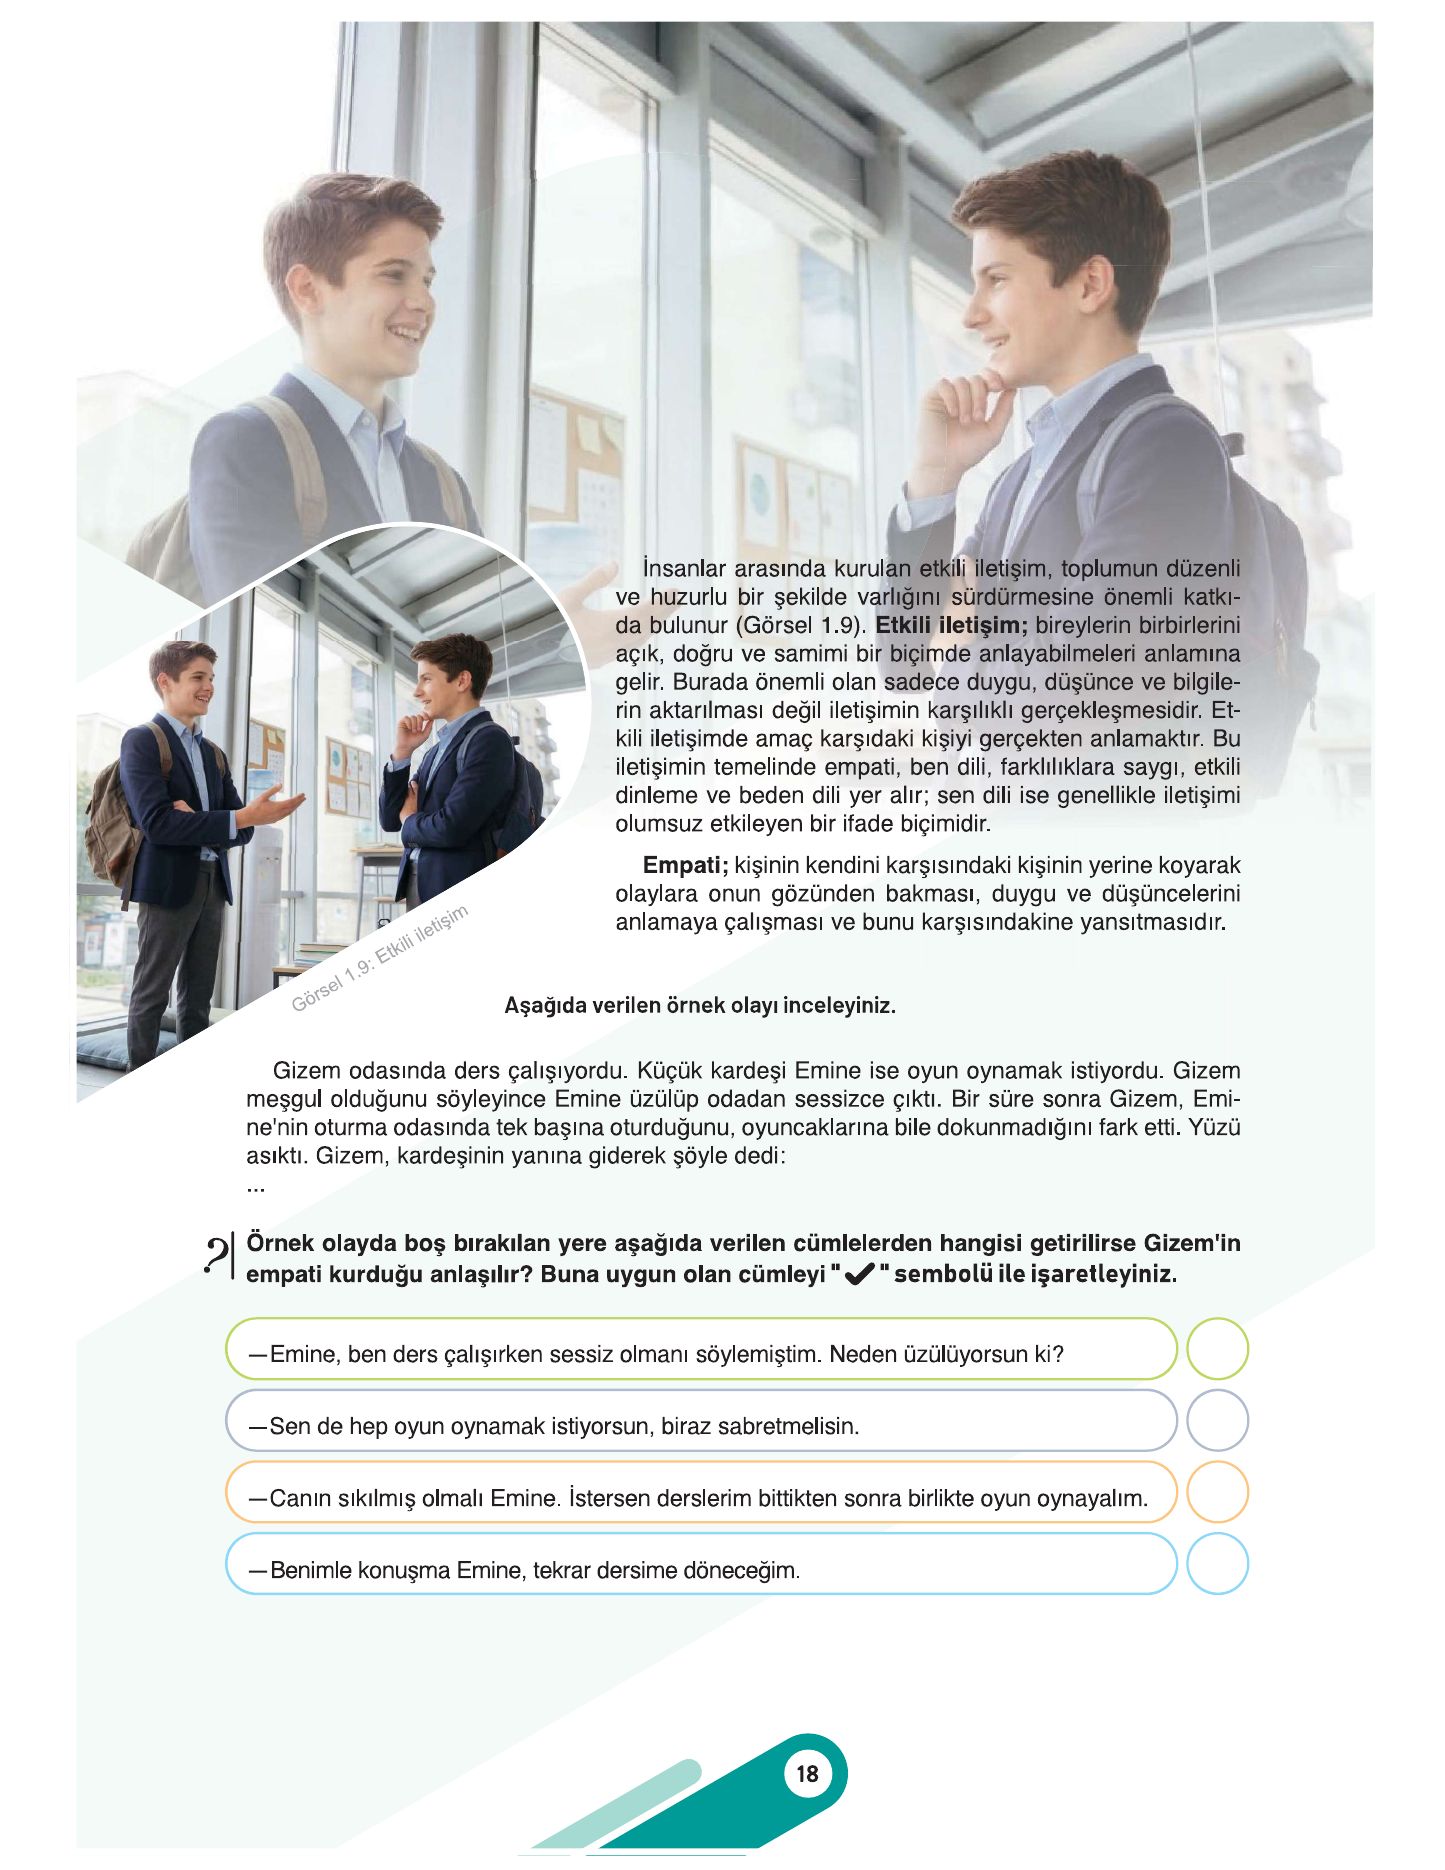 İnsanlar arasında kurulan etkili iletişim, toplumun düzenli
ve huzurlu bir şekilde varlığını sürdürmesine önemli katkı-
da bulunur (Görsel 1.9). Etkili iletişim; bireylerin birbirlerini
açık, doğru ve samimi bir biçimde anlayabilmeleri anlamına
gelir. Burada önemli olan sadece duygu, düşünce ve bilgile-
rin aktarılması değil iletişimin karşılıklı gerçekleşmesidir. Et-
kili iletişimde amaç karşıdaki kişiyi gerçekten anlamaktır. Bu
iletişimin temelinde empati, ben dili, farklılıklara saygı, etkili
dinleme ve beden dili yer alır; sen dili ise genellikle iletişimi
olumsuz etkileyen bir ifade biçimidir.
Empati; kişinin kendini karşısındaki kişinin yerine koyarak
olaylara onun gözünden bakması, duygu ve düşüncelerini
anlamaya çalışması ve bunu karşısındakine yansıtmasıdır.
Görsel 1.9: Etkili iletişim
Aşağıda verilen örnek olayı inceleyiniz.
Gizem odasında ders çalışıyordu. Küçük kardeşi Emine ise oyun oynamak istiyordu. Gizem
meşgul olduğunu söyleyince Emine üzülüp odadan sessizce çıktı. Bir süre sonra Gizem, Emi-
ne'nin oturma odasında tek başına oturduğunu, oyuncaklarına bile dokunmadığını fark etti. Yüzü
asıktı. Gizem, kardeşinin yanına giderek şöyle dedi:
...
? Örnek olayda boş bırakılan yere aşağıda verilen cümlelerden hangisi getirilirse Gizem'in
empati kurduğu anlaşılır? Buna uygun olan cümleyi "✔" sembolü ile işaretleyiniz.
—Emine, ben ders çalışırken sessiz olmanı söylemiştim. Neden üzülüyorsun ki?
—Sen de hep oyun oynamak istiyorsun, biraz sabretmelisin.
—Canın sıkılmış olmalı Emine. İstersen derslerim bittikten sonra birlikte oyun oynayalım.
—Benimle konuşma Emine, tekrar dersime döneceğim.
18